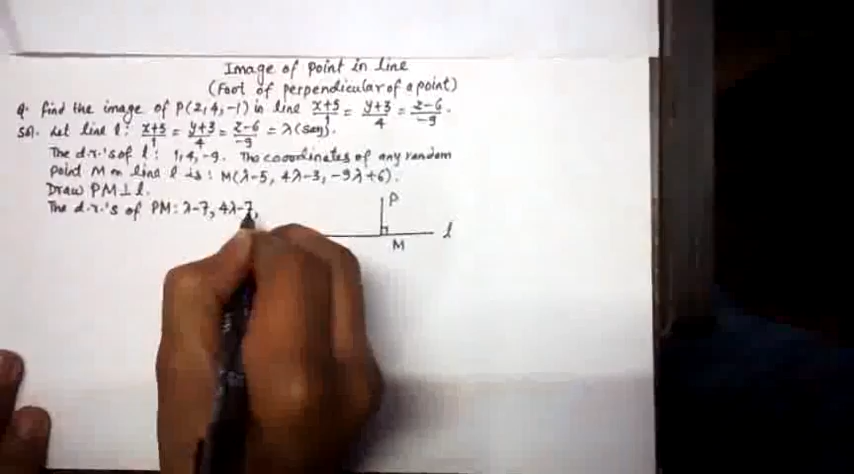 Image of Point in line
(Foot of perpendicular of a point)
Q. find the image of P(2,4,-1) in line x+5/1 = y+3/4 = z-6/-9.
Sol. Let line l: x+5/1 = y+3/4 = z-6/-9 = λ (say).
The d.r.'s of l: 1,4,-9. The cooordinates of any random
point M on line l is: M(λ-5, 4λ-3, -9λ+6).
Draw PM⊥l.
The d.r.'s of PM: λ-7, 4λ-7,
P
l
M